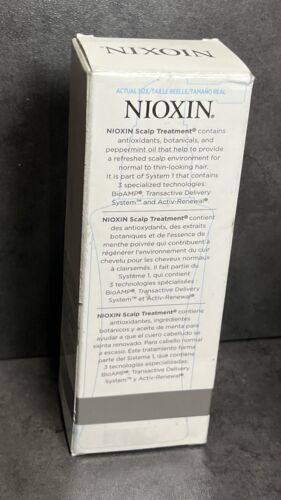 NIOXIN
ACTUAL SIZE/TAILLE RÉELLE/TAMAÑO REAL
NIOXIN®
NIOXIN Scalp Treatment® contains
antioxidants, botanicals, and
peppermint oil that help to provide
a refreshed scalp environment for
normal to thin-looking hair.
It is part of System 1 that contains
3 specialized technologies:
BioAMP®, Transactive Delivery
System™ and Activ-Renewal®.
NIOXIN Scalp Treatment® contient
des antioxydants, des extraits
botaniques et de l'essence de
menthe poivrée qui contribuent à
régénérer l'environnement du cuir
chevelu pour les cheveux normaux
à clairsemés. Il fait partie du
Système 1, qui contient
3 technologies spécialisées :
BioAMP®, Transactive Delivery
System™ et Activ-Renewal®.
NIOXIN Scalp Treatment® contiene
antioxidantes, ingredientes
botánicos y aceite de menta para
ayudar a que el cuero cabelludo se
sienta renovado. Para cabello normal
a escaso. Este tratamiento forma
parte del Sistema 1, que contiene
3 tecnologías especializadas:
BioAMP®, Transactive Delivery
System™ y Activ-Renewal®.